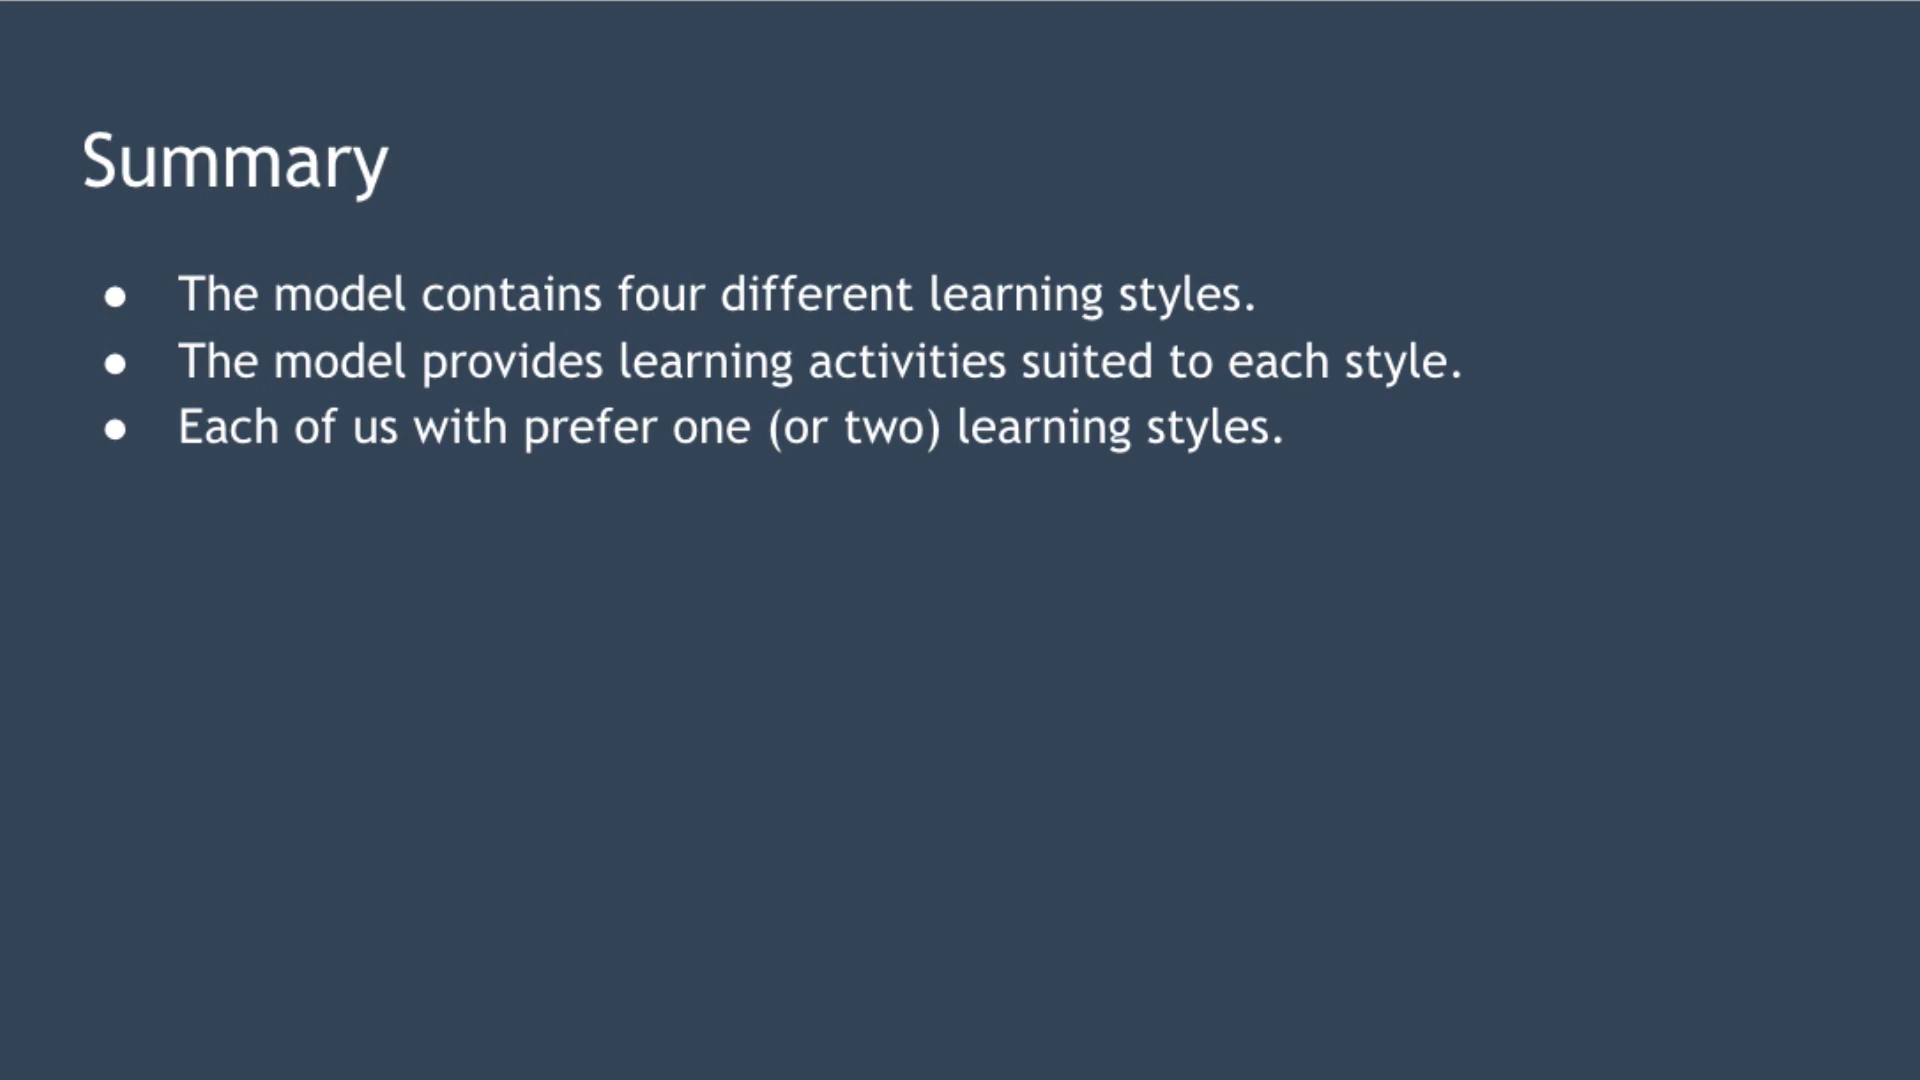 Summary
● The model contains four different learning styles.
● The model provides learning activities suited to each style.
● Each of us with prefer one (or two) learning styles.